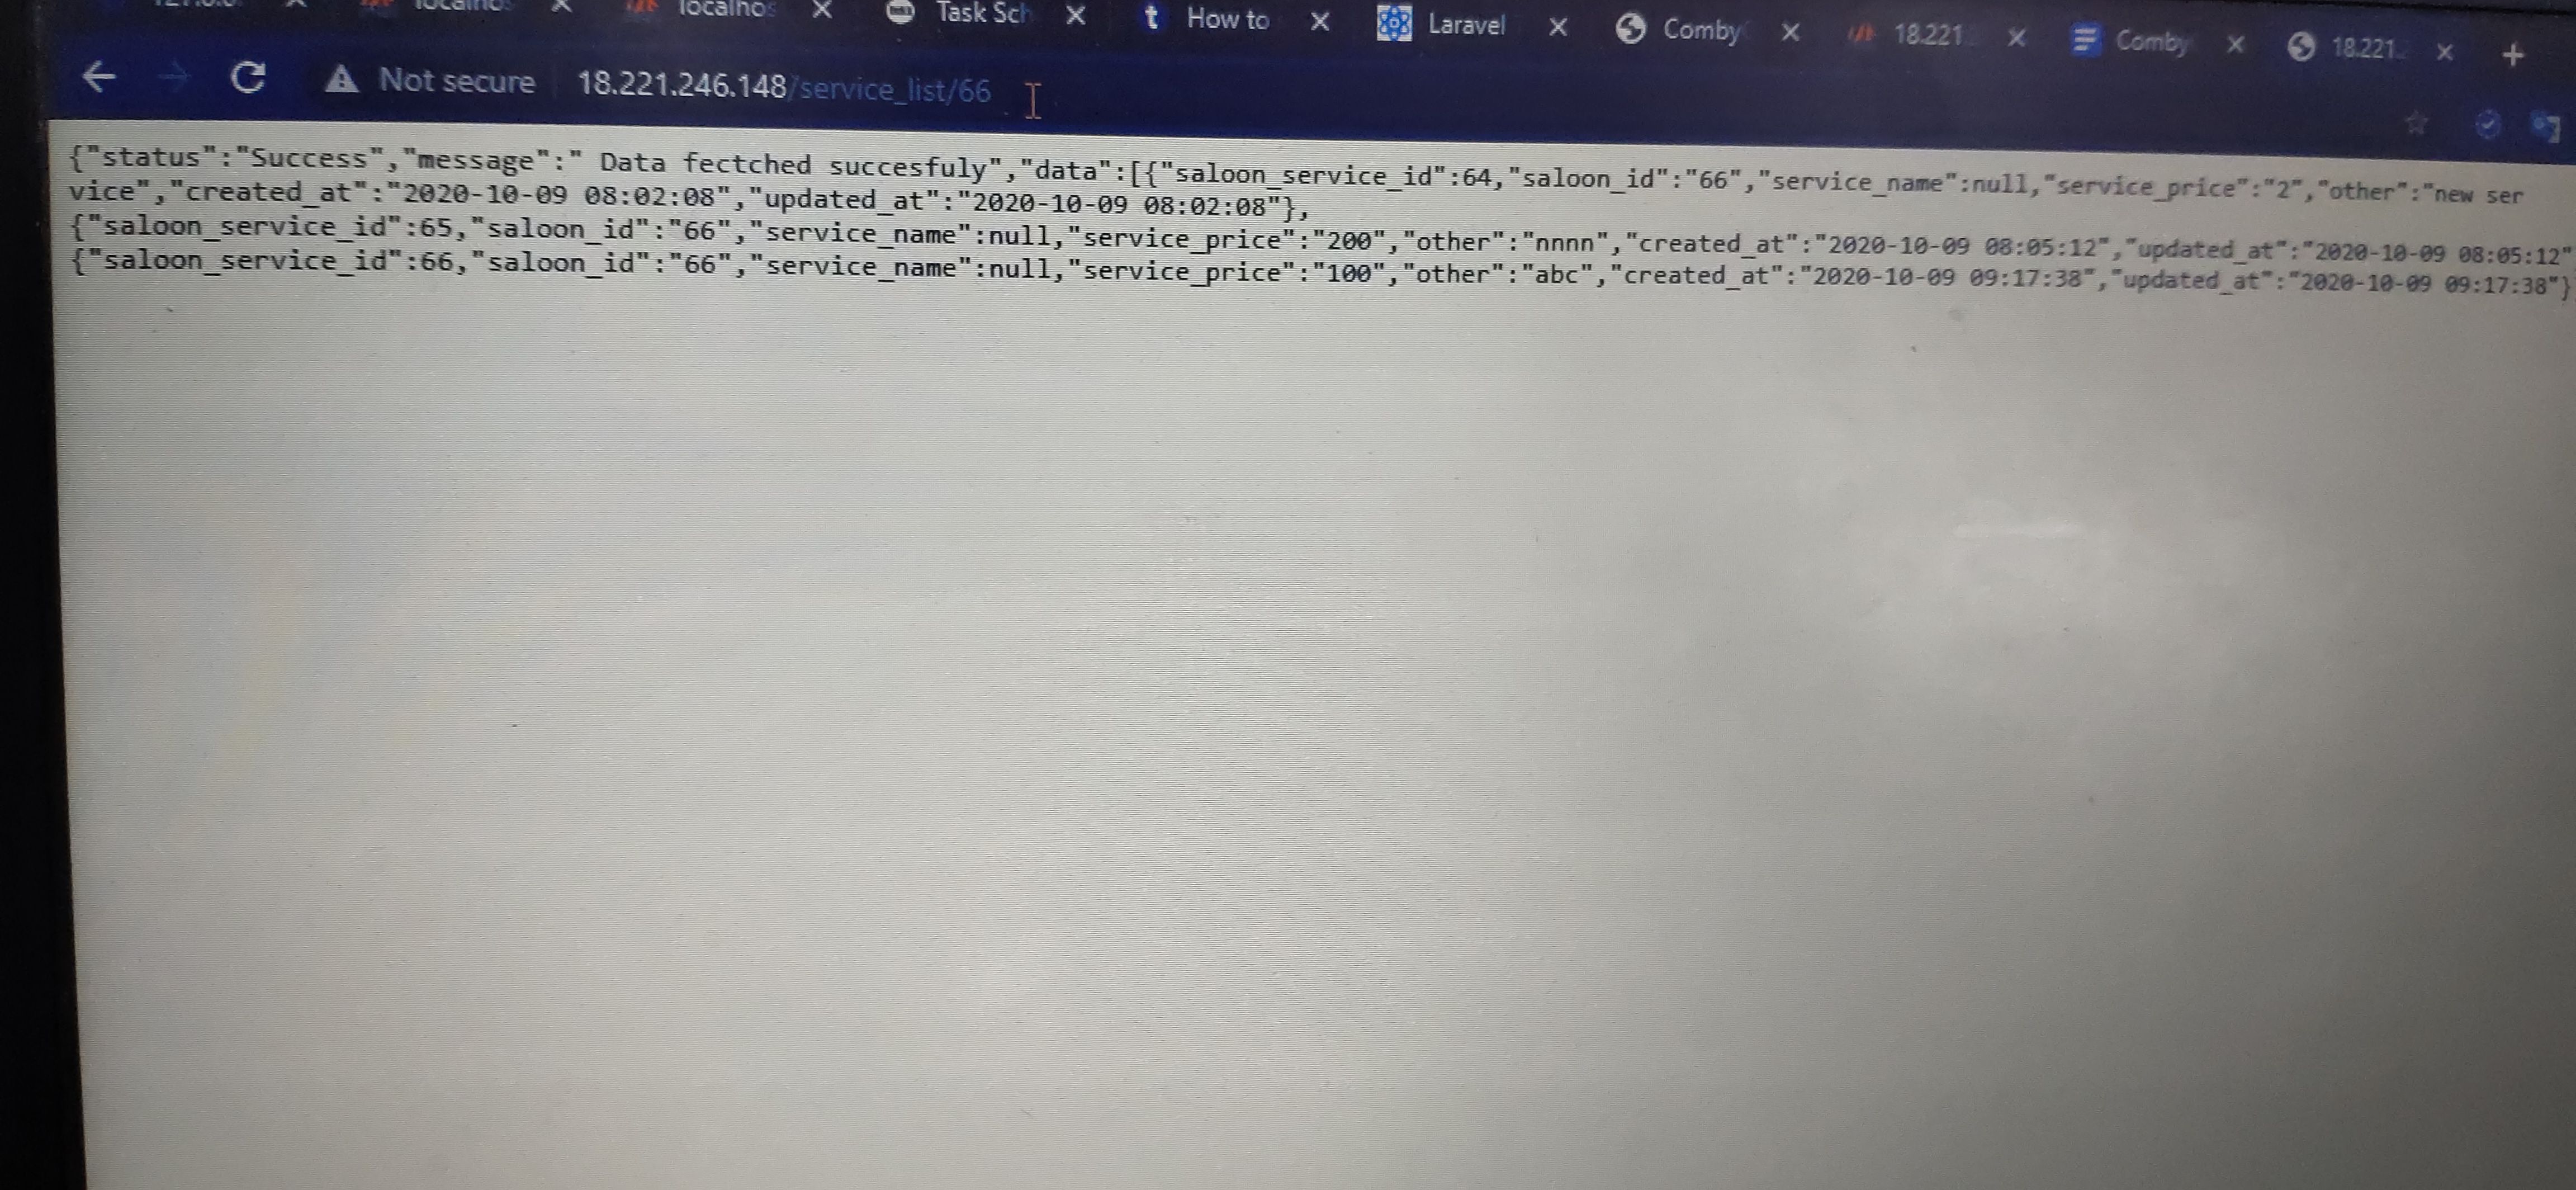 localhos
Task Sch
How to
Laravel
Comby
18.221
Comby
18.221.
Not secure | 18.221.246.148/service_list/66
{"status":"Success","message":" Data fectched succesfuly","data":[{"saloon_service_id":64,"saloon_id":"66","service_name":null,"service_price":"2","other":"new ser
vice","created_at":"2020-10-09 08:02:08","updated_at":"2020-10-09 08:02:08"},
{"saloon_service_id":65,"saloon_id":"66","service_name":null,"service_price":"200","other":"nnnn","created_at":"2020-10-09 08:05:12","updated_at":"2020-10-09 08:05:12"
{"saloon_service_id":66,"saloon_id":"66","service_name":null,"service_price":"100","other":"abc","created_at":"2020-10-09 09:17:38","updated_at":"2020-10-09 09:17:38"}